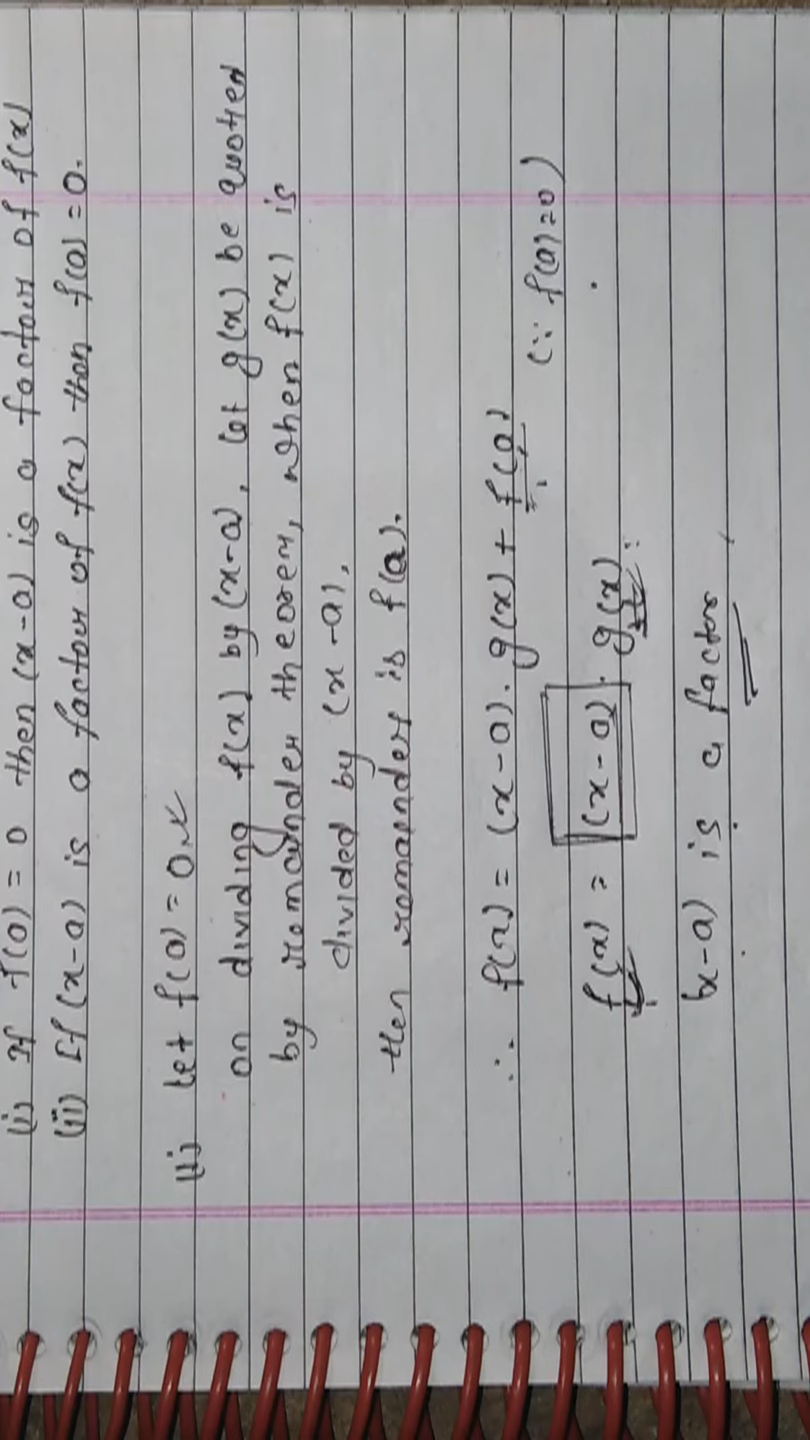 (i) If f(a) = 0 then (x-a) is a factor of f(x)
(ii) If (x-a) is a factor of f(x) then f(a) = 0.
(i) let f(a) = 0
on dividing f(x) by (x-a), let g(x) be quotien
by remainder theorem, when f(x) is
divided by (x-a),
then remainder is f(a).
∴ f(x) = (x-a). g(x) + f(a)
(∵ f(a)=0)
f(x) = (x-a). g(x)
(x-a) is a factor